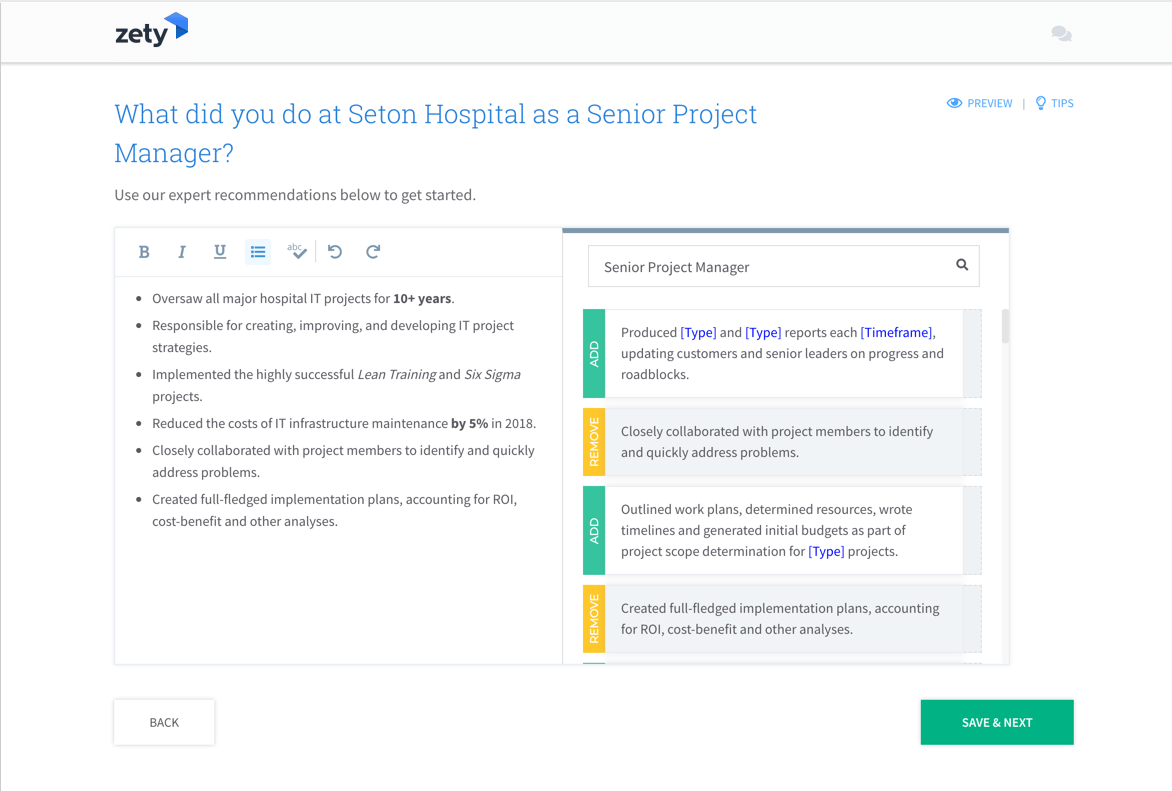 zety
What did you do at Seton Hospital as a Senior Project
Manager?
PREVIEW | TIPS
Use our expert recommendations below to get started.
B I U abc
Oversaw all major hospital IT projects for 10+ years.
Responsible for creating, improving, and developing IT project
strategies.
Implemented the highly successful Lean Training and Six Sigma
projects.
Reduced the costs of IT infrastructure maintenance by 5% in 2018.
Closely collaborated with project members to identify and quickly
address problems.
Created full-fledged implementation plans, accounting for ROI,
cost-benefit and other analyses.
Senior Project Manager
ADD
Produced [Type] and [Type] reports each [Timeframe],
updating customers and senior leaders on progress and
roadblocks.
REMOVE
Closely collaborated with project members to identify
and quickly address problems.
ADD
Outlined work plans, determined resources, wrote
timelines and generated initial budgets as part of
project scope determination for [Type] projects.
REMOVE
Created full-fledged implementation plans, accounting
for ROI, cost-benefit and other analyses.
BACK
SAVE & NEXT